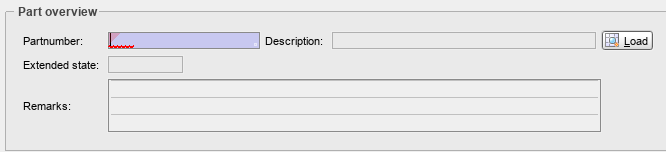 Part overview
Partnumber: Description: Load
Extended state:
Remarks: